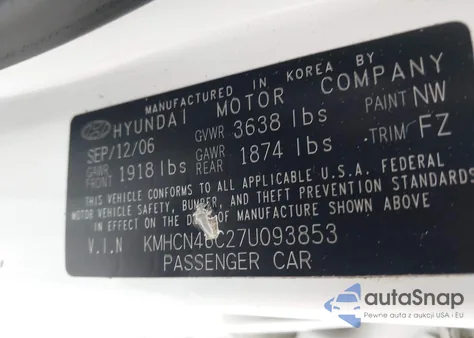 MANUFACTURED IN KOREA BY
HYUNDAI MOTOR COMPANY
SEP/12/06 GVWR 3638 lbs PAINT NW
GAWR FRONT 1918 lbs GAWR REAR 1874 lbs TRIM FZ
THIS VEHICLE CONFORMS TO ALL APPLICABLE U.S.A. FEDERAL
MOTOR VEHICLE SAFETY, BUMPER, AND THEFT PREVENTION STANDARDS
IN EFFECT ON THE DATE OF MANUFACTURE SHOWN ABOVE.
V.I.N KMHCN46C27U093853
PASSENGER CAR
autoSnap
Pewne auta z aukcji USA i EU